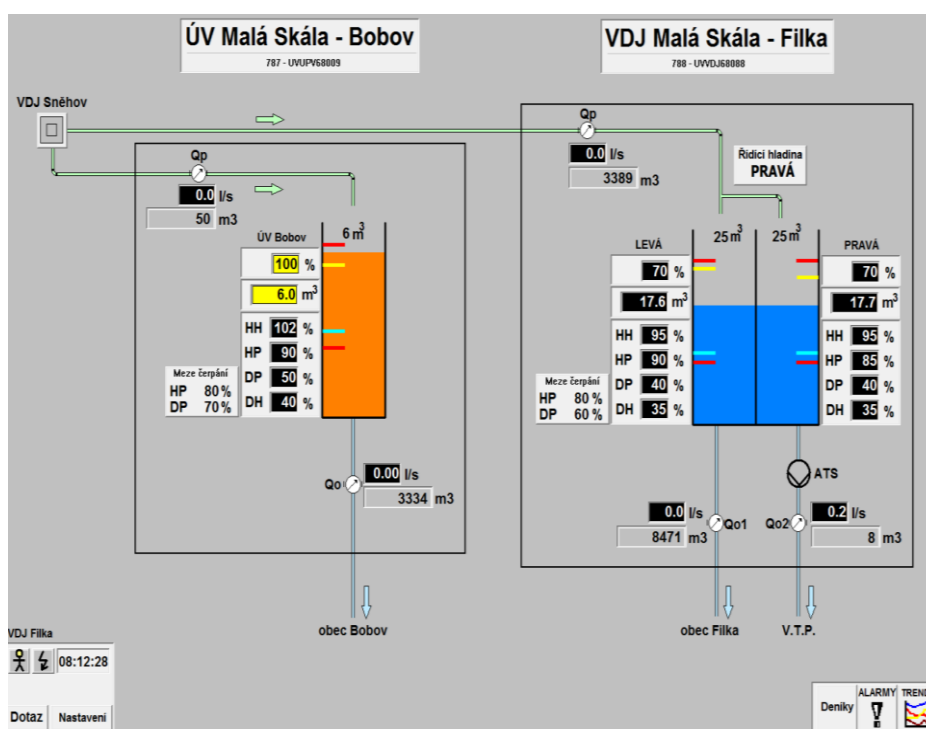 ÚV Malá Skála - Bobov
787 - UVUPV68009
VDJ Malá Skála - Filka
788 - UVVDJ68088
VDJ Sněhov
Qp
0.0 l/s
50 m3
Qp
0.0 l/s
3389 m3
Řídicí hladina
PRAVÁ
ÚV Bobov
6 m3
100 %
6.0 m3
HH 102 %
HP 90 %
DP 50 %
DH 40 %
Meze čerpání
HP 80%
DP 70%
Qo
0.00 l/s
3334 m3
obec Bobov
LEVÁ
25 m3
25 m3
PRAVÁ
70 %
17.6 m3
HH 95 %
HP 90 %
DP 40 %
DH 35 %
70 %
17.7 m3
HH 95 %
HP 85 %
DP 40 %
DH 35 %
Meze čerpání
HP 80%
DP 60%
ATS
0.0 l/s
Qo1
8471 m3
Qo2
0.2 l/s
8 m3
obec Filka
V.T.P.
VDJ Filka
08:12:28
Dotaz
Nastavení
Deníky
ALARMY
TREND